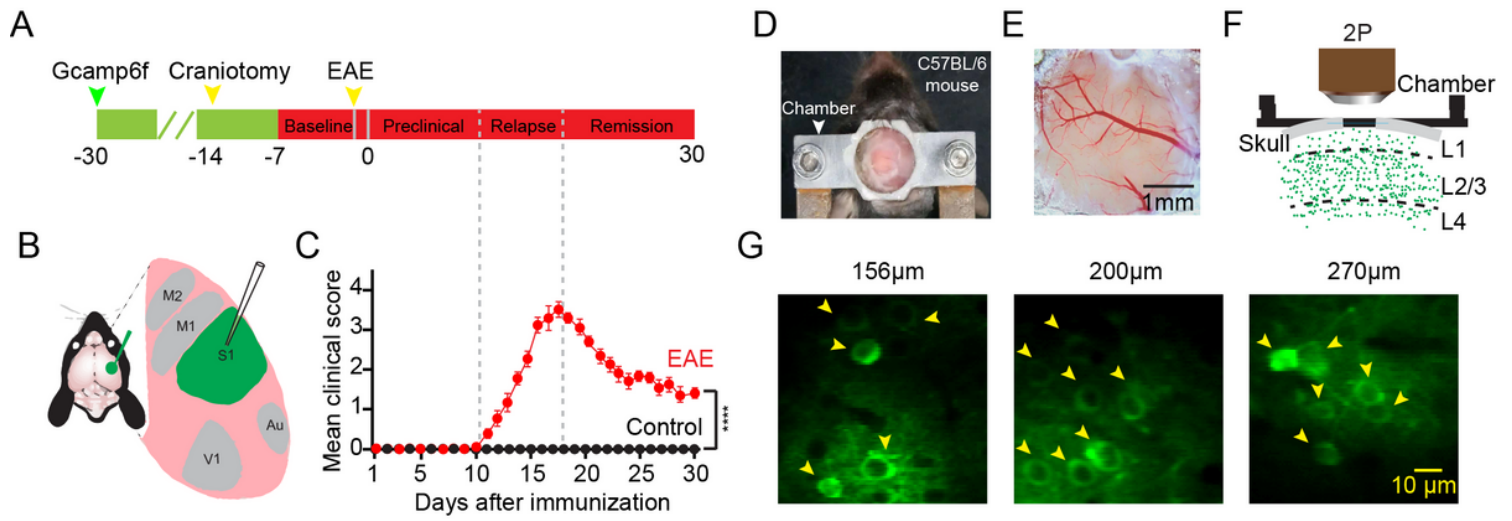 A
Gcamp6f Craniotomy EAE
Baseline Preclinical Relapse Remission
-30 -14 -7 0 30
B
M2
M1
S1
Au
V1
C
Mean clinical score
4
3
2
1
0
EAE
Control
****
1 5 10 15 20 25 30
Days after immunization
D
C57BL/6
mouse
Chamber
E
1mm
F
2P
Chamber
Skull
L1
L2/3
L4
G
156µm 200µm 270µm
10 µm